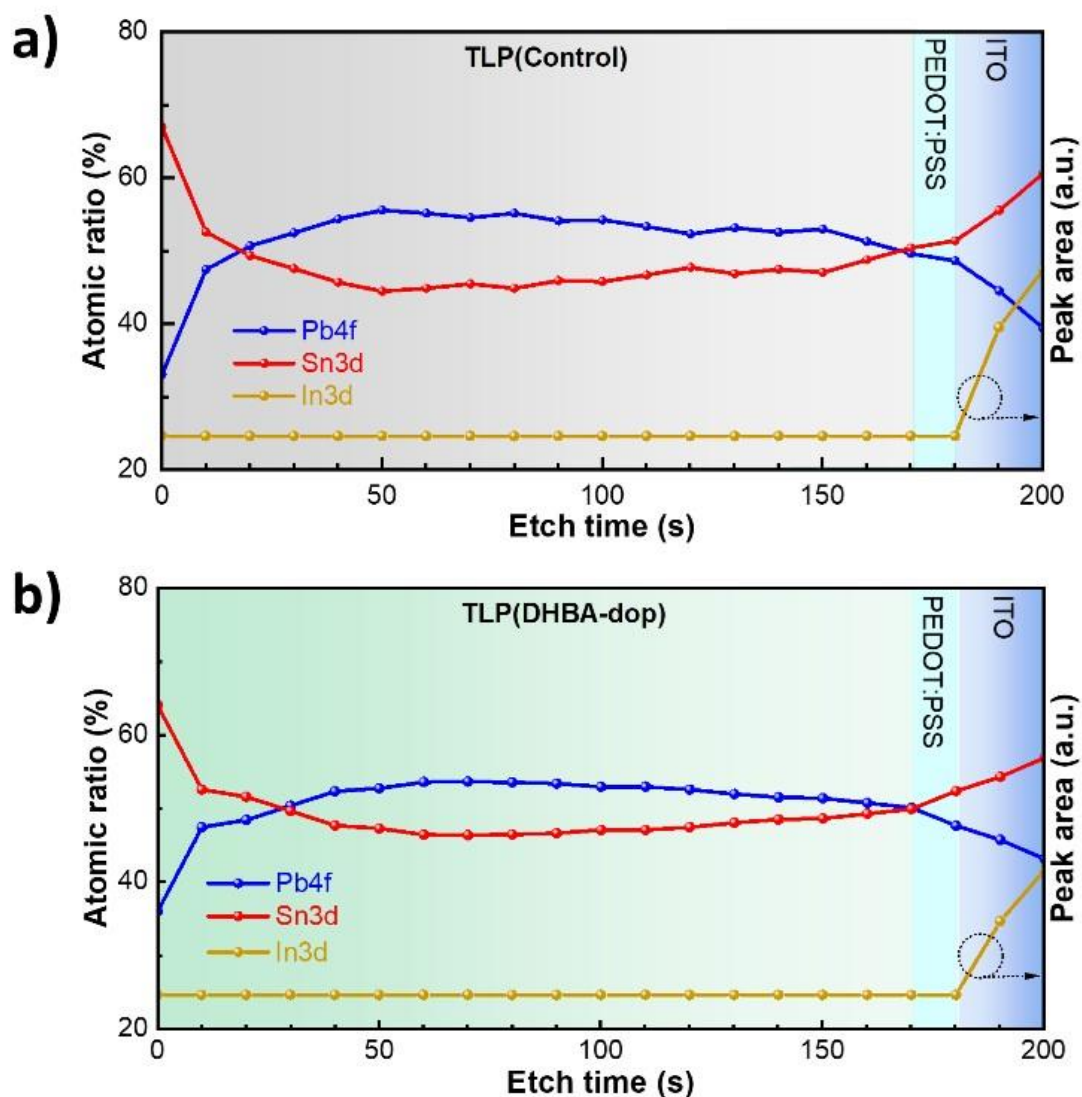 a)
TLP(Control)
PEDOT:PSS
ITO
80
60
40
20
Atomic ratio (%)
Peak area (a.u.)
Pb4f
Sn3d
In3d
0 50 100 150 200
Etch time (s)
b)
TLP(DHBA-dop)
PEDOT:PSS
ITO
80
60
40
20
Atomic ratio (%)
Peak area (a.u.)
Pb4f
Sn3d
In3d
0 50 100 150 200
Etch time (s)